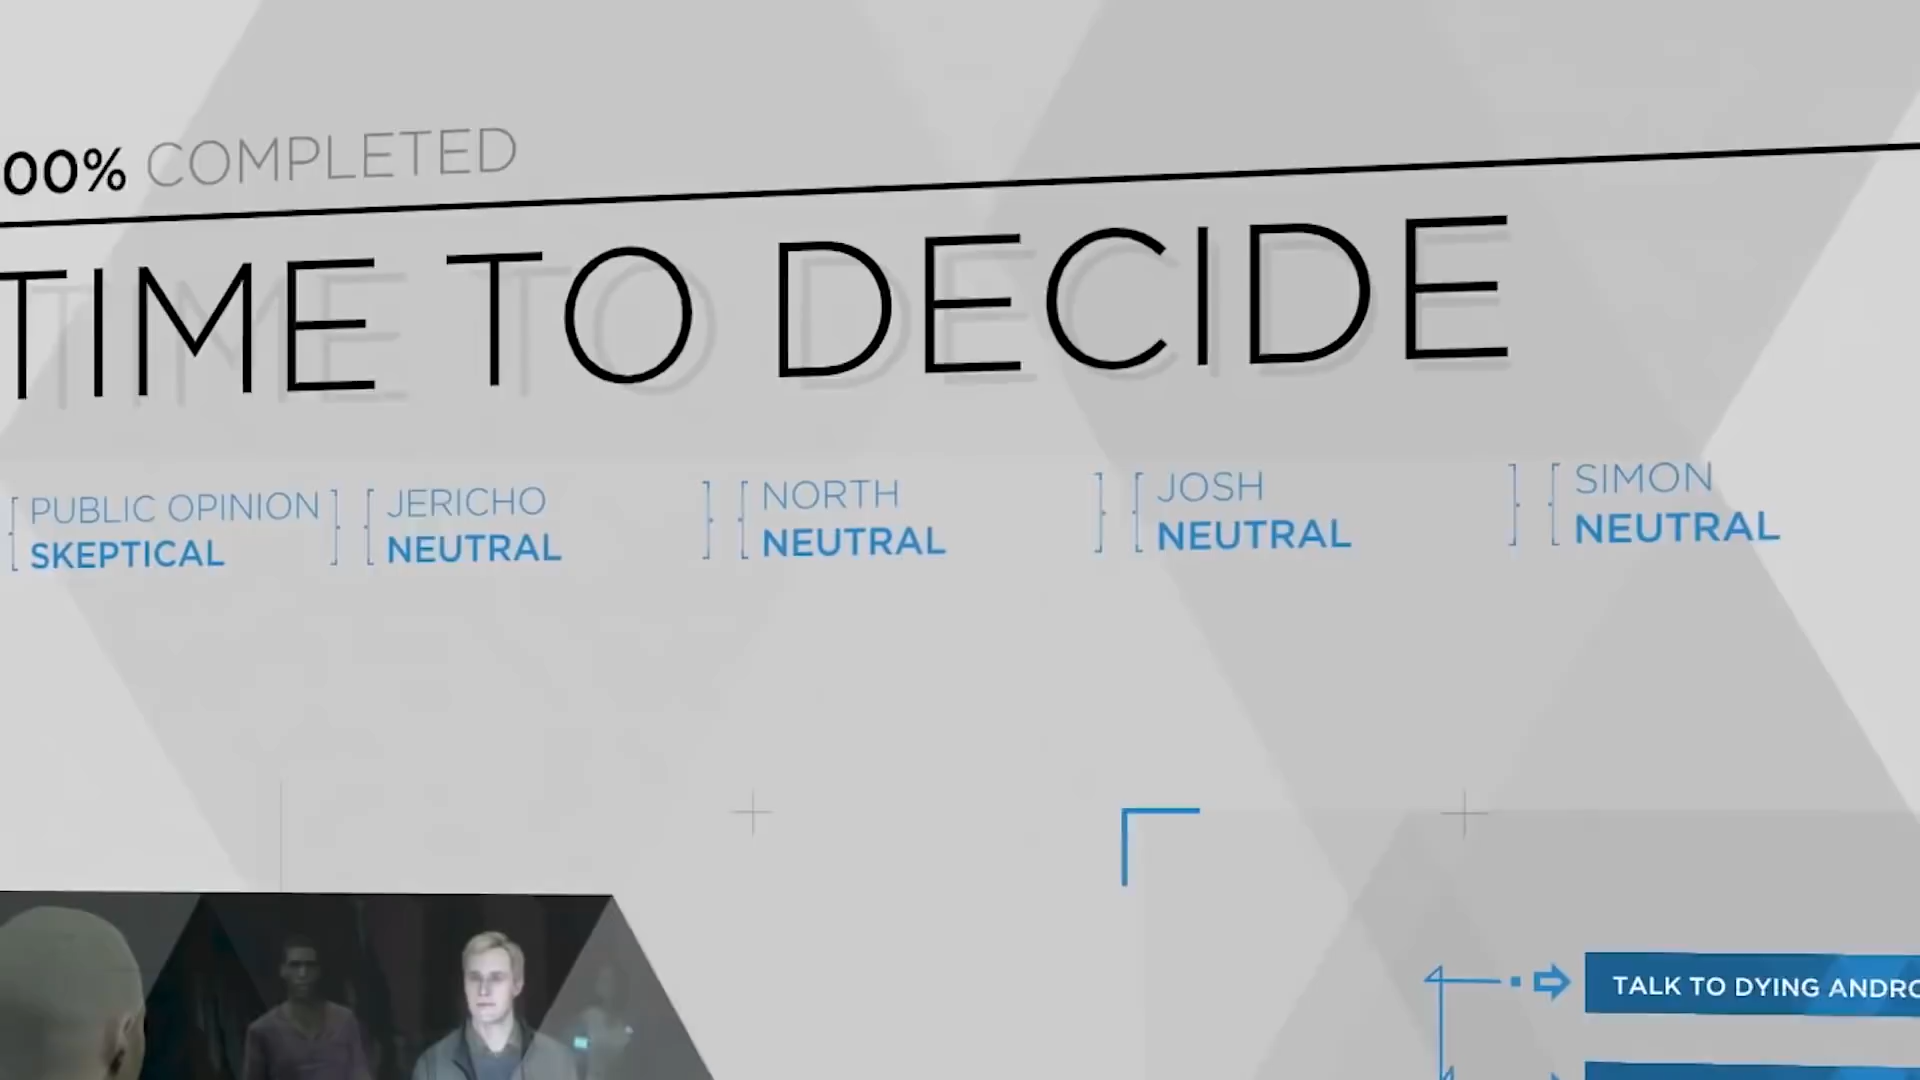 00% COMPLETED
TIME TO DECIDE
PUBLIC OPINION
SKEPTICAL
JERICHO
NEUTRAL
NORTH
NEUTRAL
JOSH
NEUTRAL
SIMON
NEUTRAL
TALK TO DYING ANDRO